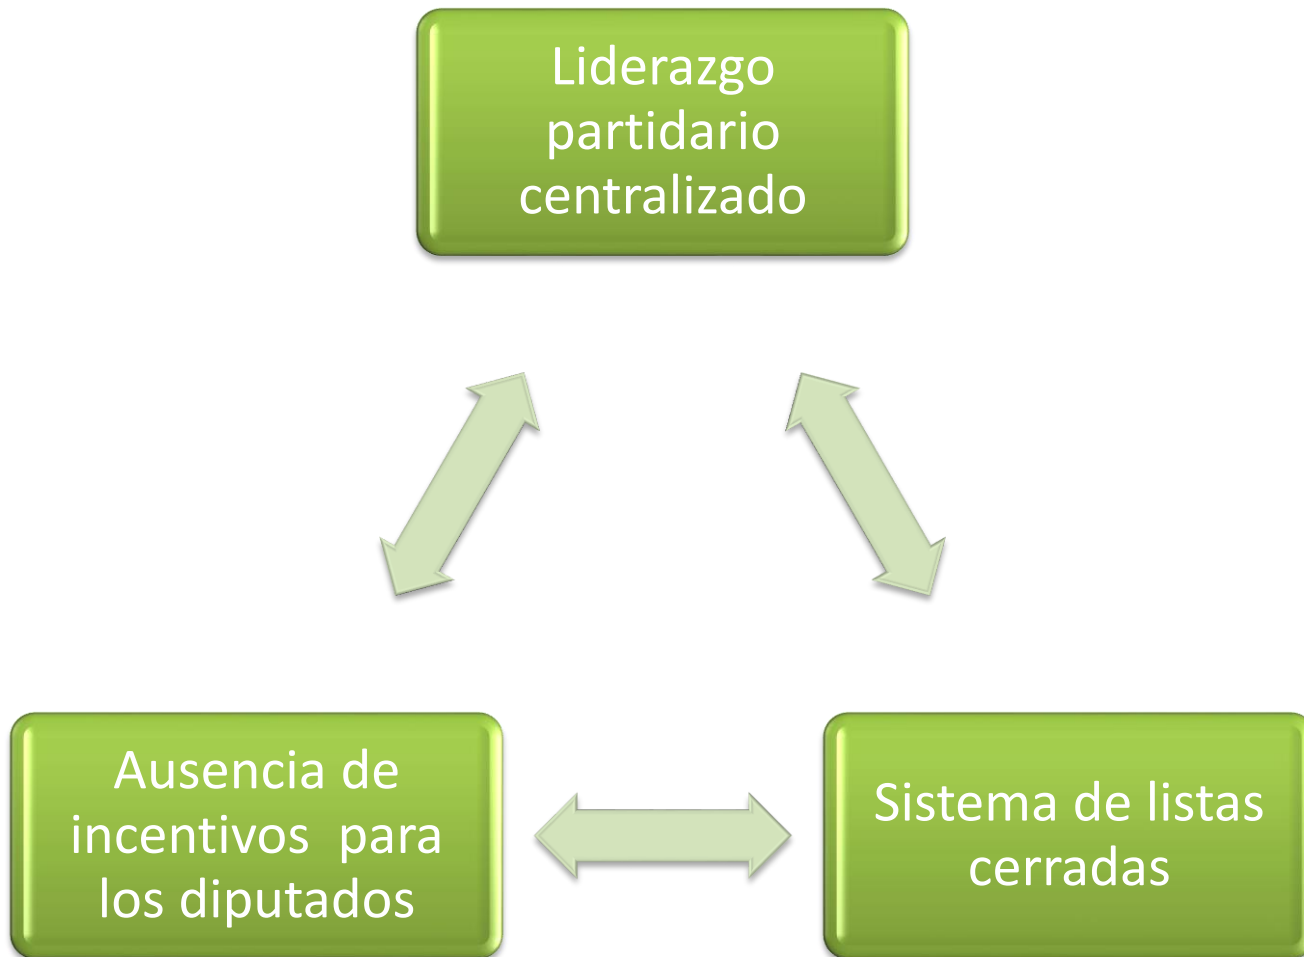 Liderazgo
partidario
centralizado
Ausencia de
incentivos  para
los diputados
Sistema de listas
cerradas